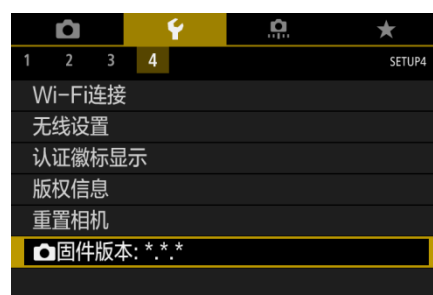 1 2 3 4 SETUP4
Wi-Fi连接
无线设置
认证徽标显示
版权信息
重置相机
固件版本: *.*.*